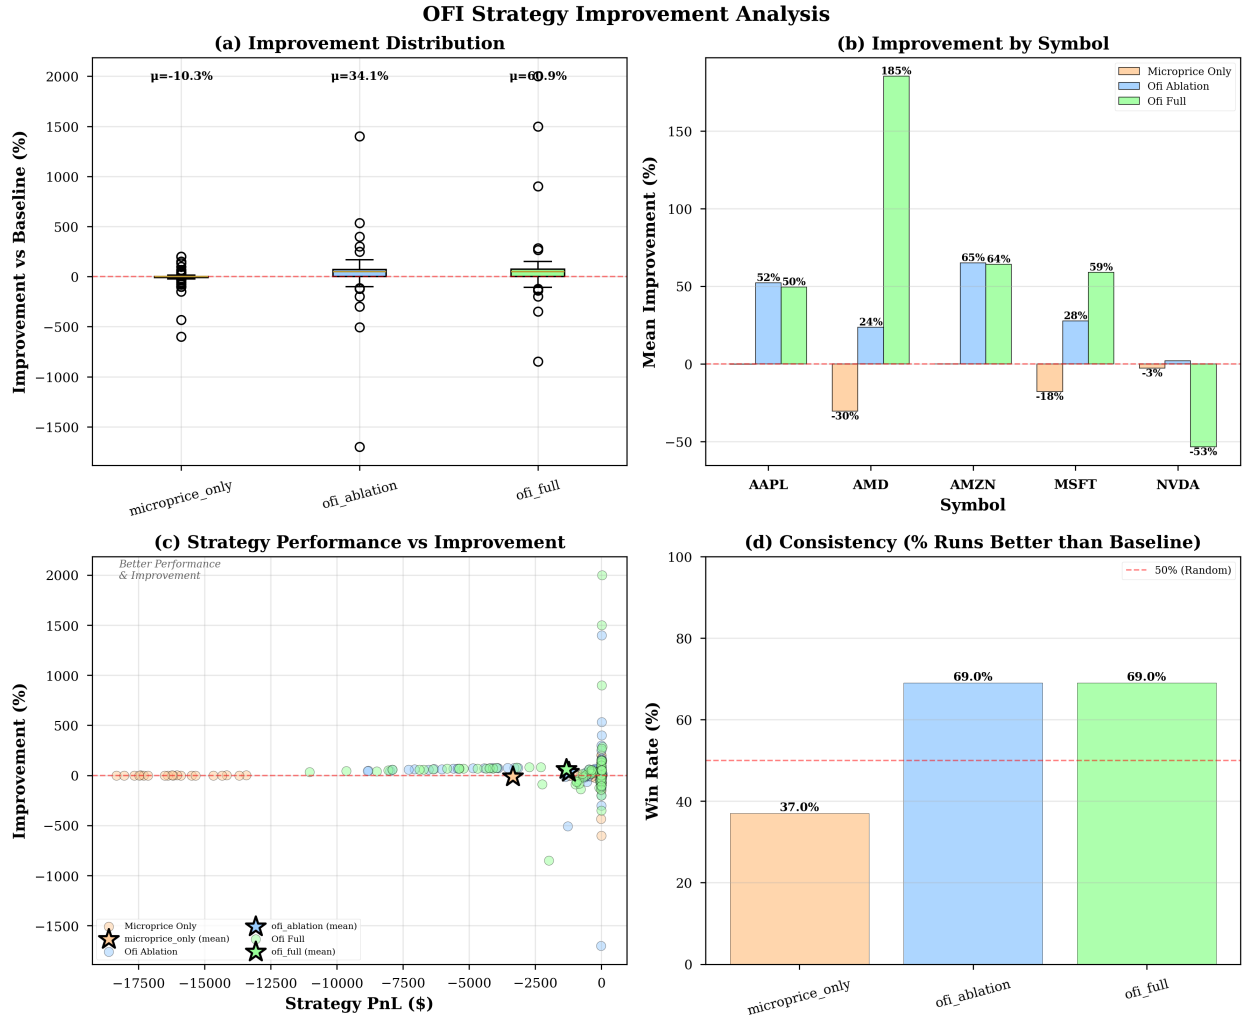 OFI Strategy Improvement Analysis
(a) Improvement Distribution
Improvement vs Baseline (%)
2000
1500
1000
500
0
−500
−1000
−1500
μ=-10.3%
μ=34.1%
μ=60.9%
microprice_only
ofi_ablation
ofi_full
(b) Improvement by Symbol
Mean Improvement (%)
150
100
50
0
−50
Microprice Only
Ofi Ablation
Ofi Full
52%
50%
-30%
24%
185%
65%
64%
-18%
28%
59%
-3%
-53%
AAPL
AMD
AMZN
MSFT
NVDA
Symbol
(c) Strategy Performance vs Improvement
Better Performance
& Improvement
Improvement (%)
2000
1500
1000
500
0
−500
−1000
−1500
Microprice Only
microprice_only (mean)
Ofi Ablation
ofi_ablation (mean)
Ofi Full
ofi_full (mean)
−17500
−15000
−12500
−10000
−7500
−5000
−2500
0
Strategy PnL ($)
(d) Consistency (% Runs Better than Baseline)
Win Rate (%)
100
80
60
40
20
0
50% (Random)
37.0%
69.0%
69.0%
microprice_only
ofi_ablation
ofi_full